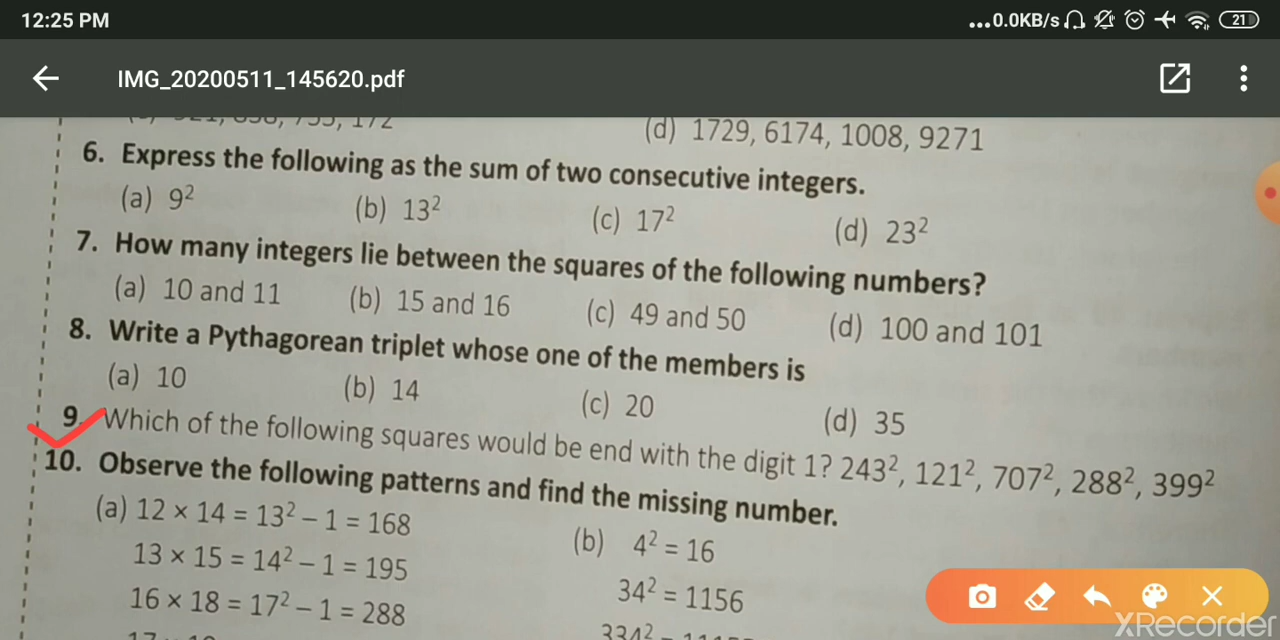 12:25 PM
...0.0KB/s 21
IMG_20200511_145620.pdf
(d) 1729, 6174, 1008, 9271
6. Express the following as the sum of two consecutive integers.
(a) 9² (b) 13² (c) 17² (d) 23²
7. How many integers lie between the squares of the following numbers?
(a) 10 and 11 (b) 15 and 16 (c) 49 and 50 (d) 100 and 101
8. Write a Pythagorean triplet whose one of the members is
(a) 10 (b) 14 (c) 20 (d) 35
9. Which of the following squares would be end with the digit 1? 243², 121², 707², 288², 399²
10. Observe the following patterns and find the missing number.
(a) 12 × 14 = 13² – 1 = 168 (b) 4² = 16
13 × 15 = 14² – 1 = 195 34² = 1156
16 × 18 = 17² – 1 = 288
XRecorder